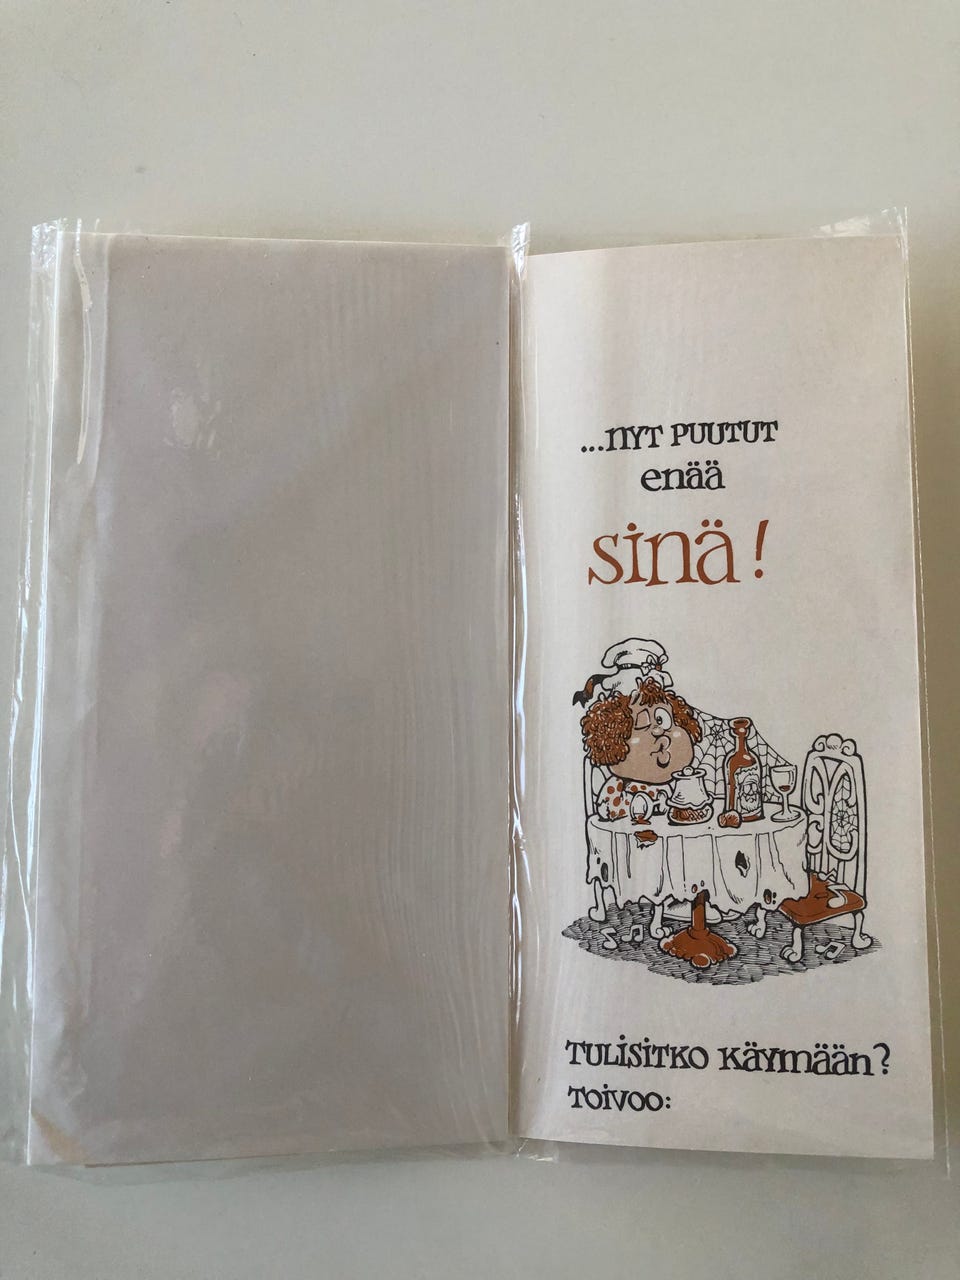 ...NYT PUUTUT
enää
sinä!
TULiSiTKO KÄYMÄÄN?
TOiVOO: